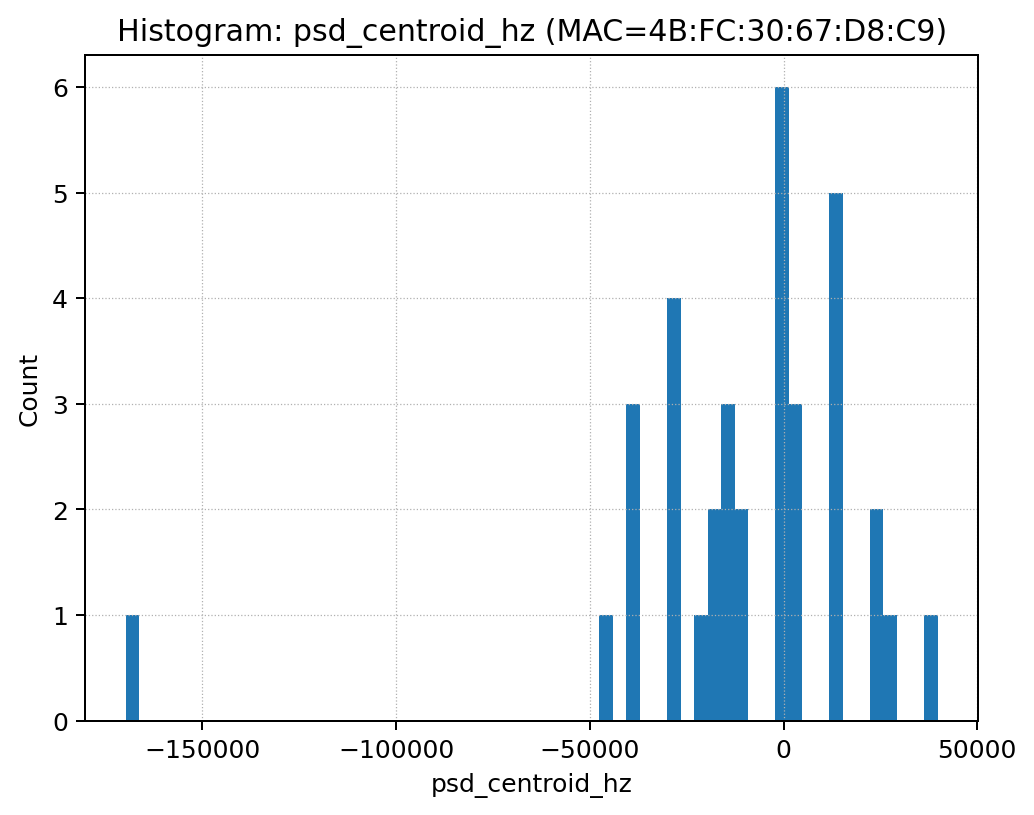 Histogram: psd_centroid_hz (MAC=4B:FC:30:67:D8:C9)
6
5
4
3
2
1
0
Count
−150000 −100000 −50000 0 50000
psd_centroid_hz